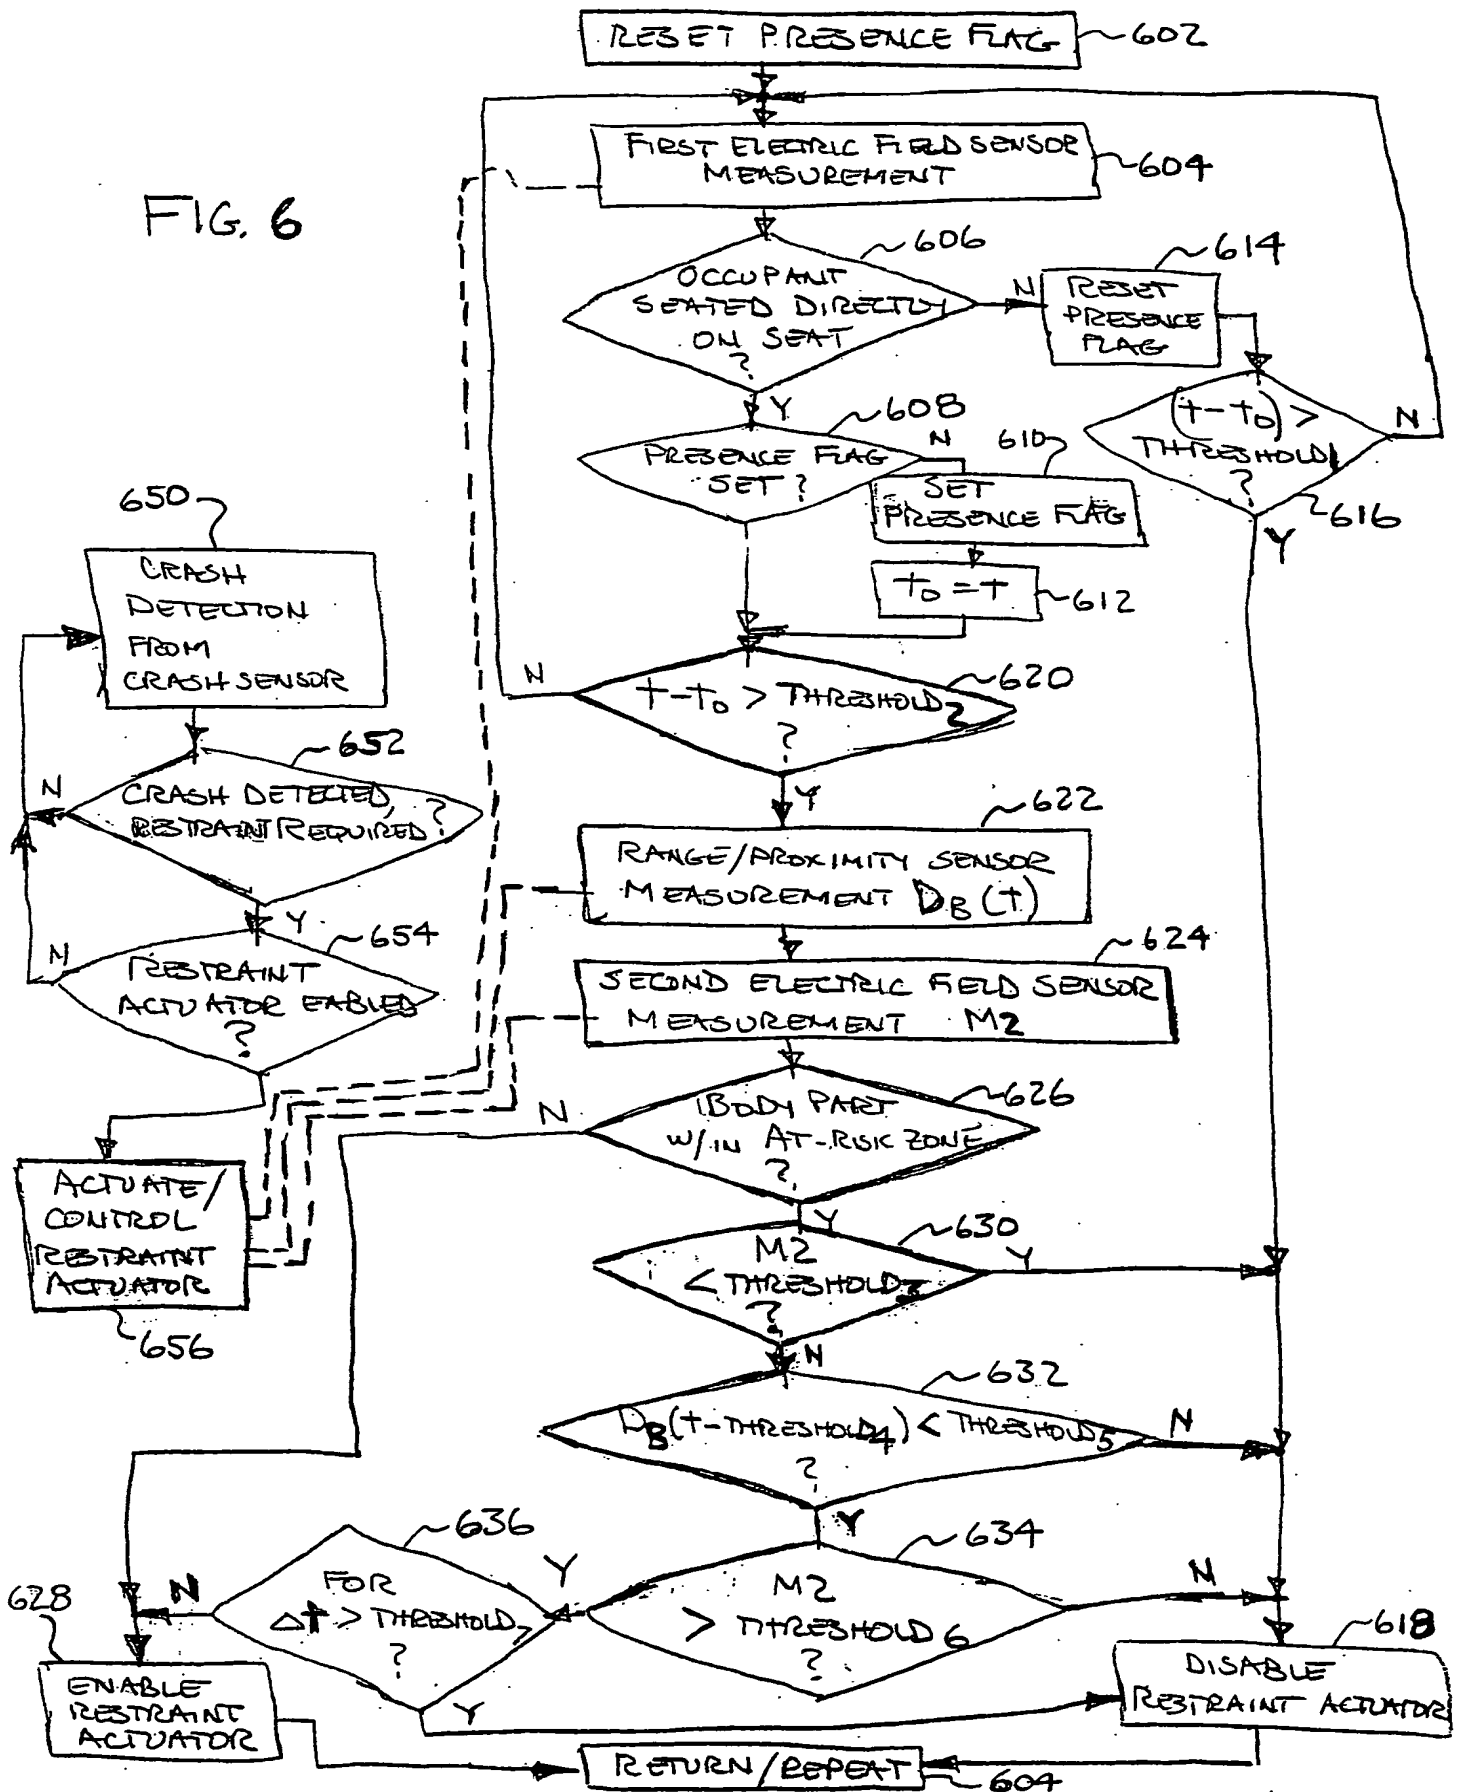 RESET PRESENCE FLAG
602
FIRST ELECTRIC FIELD SENSOR
MEASUREMENT
604
FIG. 6
606
614
OCCUPANT
SEATED DIRECTLY
ON SEAT
?
N
RESET
PRESENCE
FLAG
Y
608
N
610
(t-t₀) >
THRESHOLD₁
?
N
616
Y
PRESENCE FLAG
SET ?
SET
PRESENCE FLAG
t₀ = t
612
650
CRASH
DETECTION
FROM
CRASH SENSOR
N
t-t₀ > THRESHOLD₂
?
620
Y
652
N
CRASH DETECTED,
RESTRAINT REQUIRED ?
Y
622
RANGE/PROXIMITY SENSOR
MEASUREMENT D_B(t)
654
N
RESTRAINT
ACTUATOR ENABLED
?
624
SECOND ELECTRIC FIELD SENSOR
MEASUREMENT M2
626
N
BODY PART
W/IN AT-RISK ZONE
?
Y
ACTUATE/
CONTROL
RESTRAINT
ACTUATOR
656
630
M2
< THRESHOLD₃
?
Y
N
632
D_B(t-THRESHOLD₄) < THRESHOLD₅
?
N
Y
636
634
FOR
Δt > THRESHOLD₇
?
N
Y
Y
M2
> THRESHOLD₆
?
N
628
ENABLE
RESTRAINT
ACTUATOR
618
DISABLE
RESTRAINT ACTUATOR
RETURN/REPEAT
604